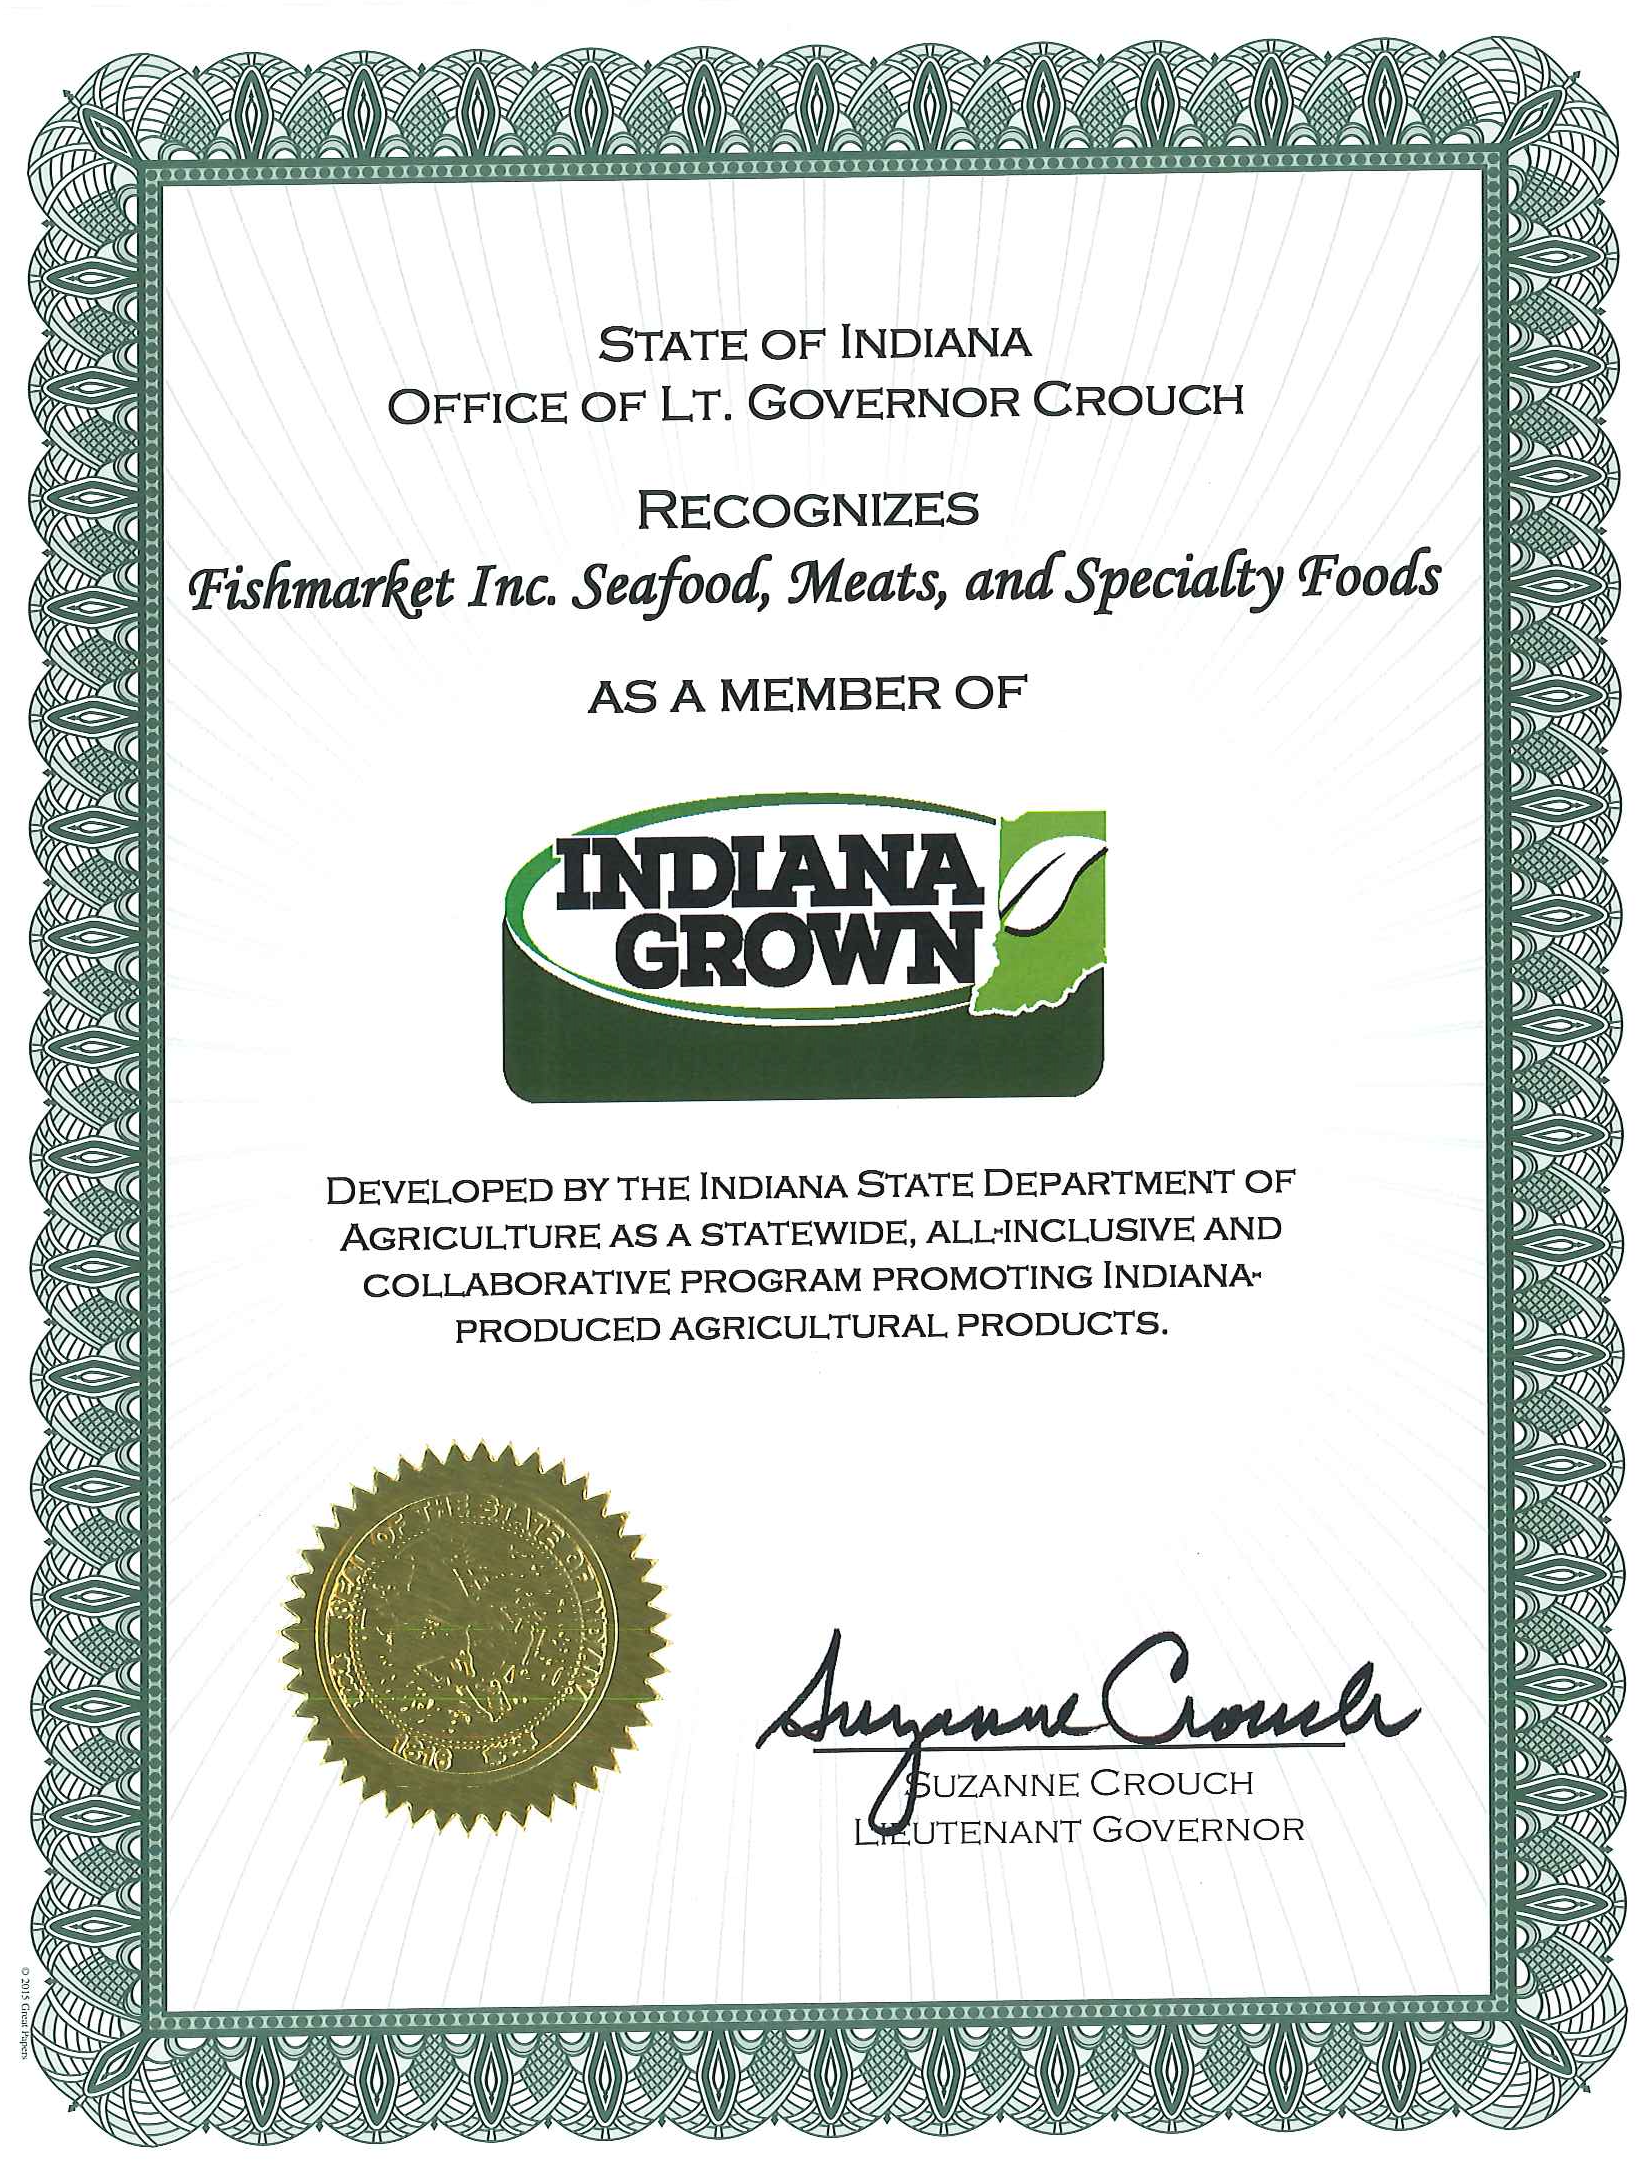 STATE OF INDIANA
OFFICE OF LT. GOVERNOR CROUCH
RECOGNIZES
Fishmarket Inc. Seafood, Meats, and Specialty Foods
AS A MEMBER OF
INDIANA
GROWN
DEVELOPED BY THE INDIANA STATE DEPARTMENT OF
AGRICULTURE AS A STATEWIDE, ALL-INCLUSIVE AND
COLLABORATIVE PROGRAM PROMOTING INDIANA-
PRODUCED AGRICULTURAL PRODUCTS.
SEAL OF THE STATE OF INDIANA
1816
Suzanne Crouch
SUZANNE CROUCH
LIEUTENANT GOVERNOR
© 2015 Great Papers